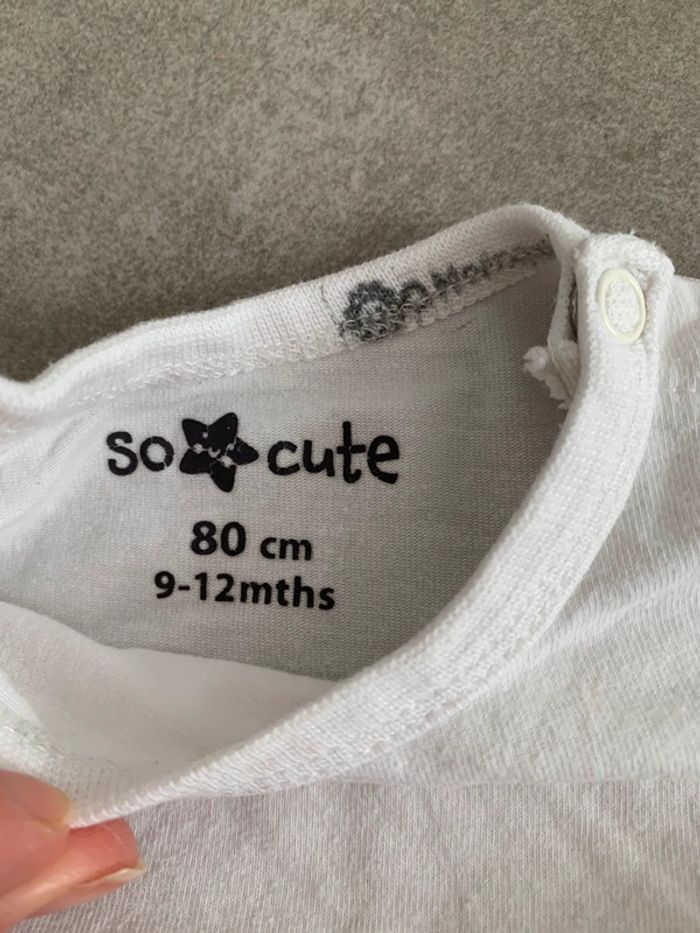 so cute
80 cm
9-12mths